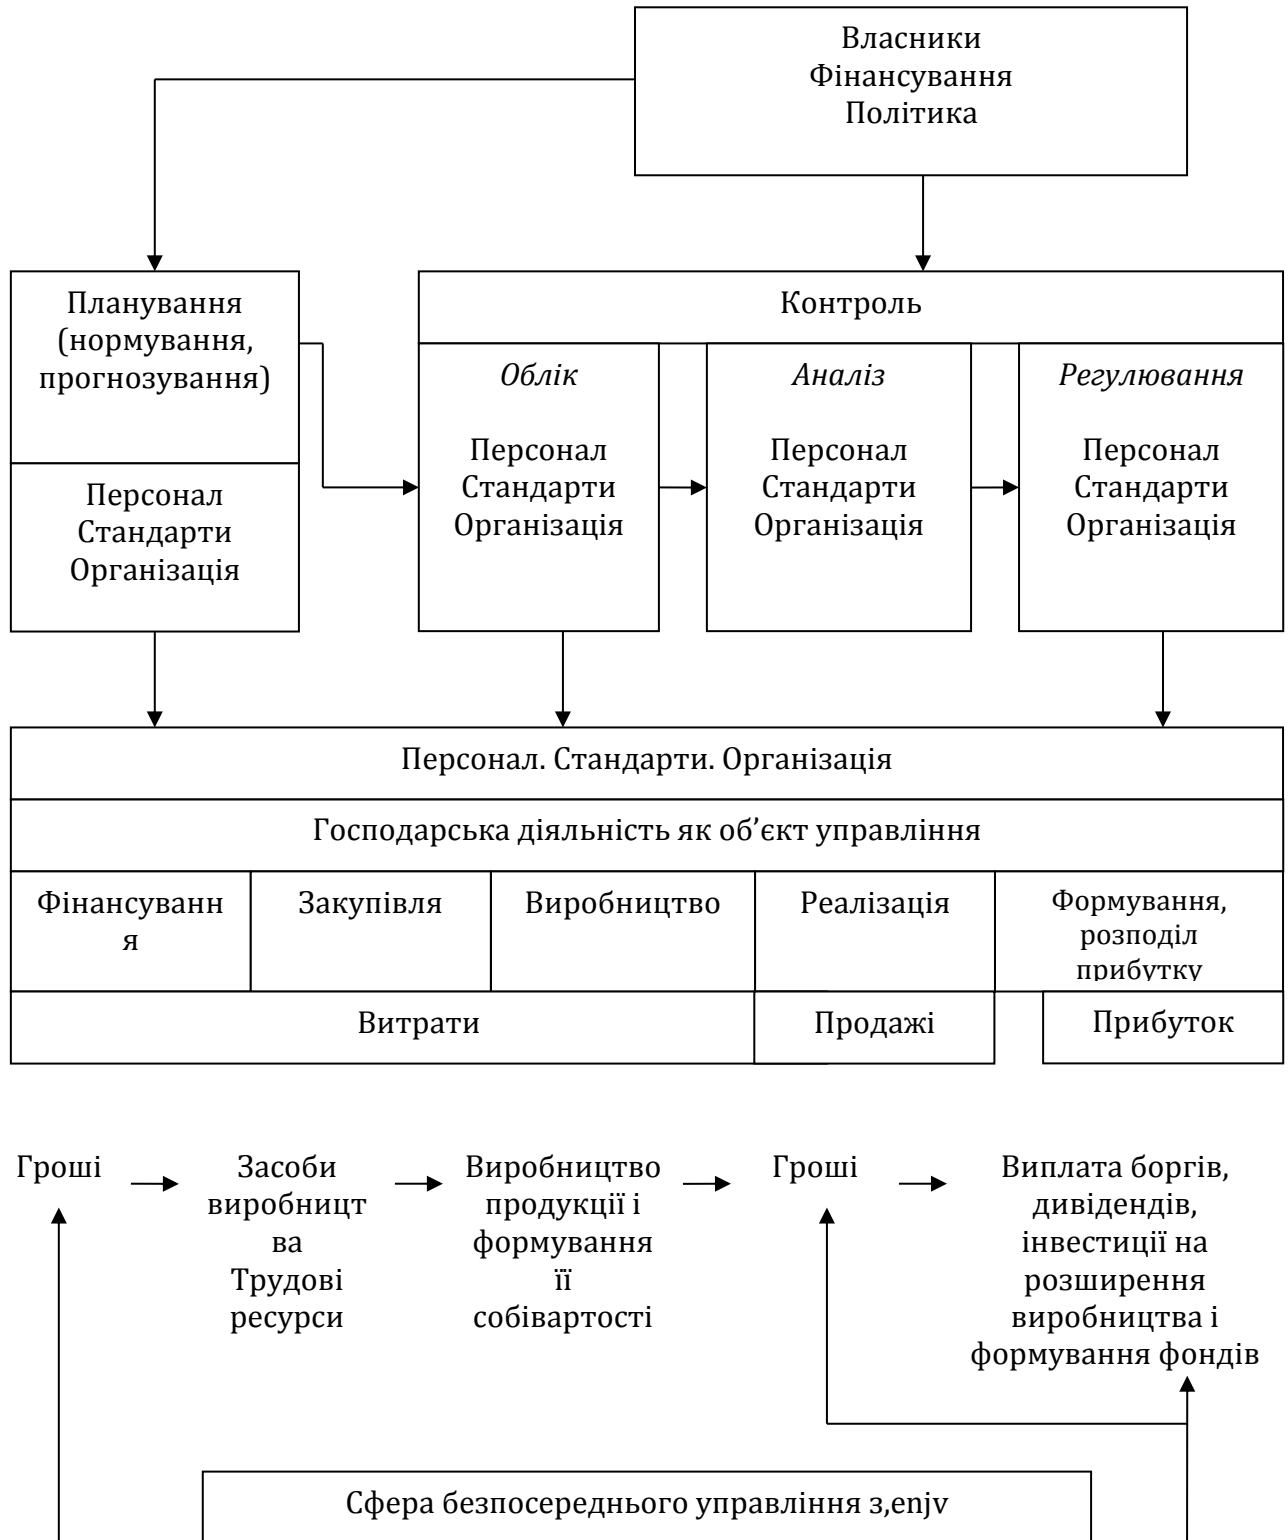 Власники
Фінансування
Політика
Планування
(нормування,
прогнозування)
Персонал
Стандарти
Організація
Контроль
Облік
Персонал
Стандарти
Організація
Аналіз
Персонал
Стандарти
Організація
Регулювання
Персонал
Стандарти
Організація
Персонал. Стандарти. Організація
Господарська діяльність як об’єкт управління
Фінансуванн
я
Закупівля
Виробництво
Реалізація
Формування,
розподіл
прибутку
Витрати
Продажі
Прибуток
Гроші
Засоби
виробницт
ва
Трудові
ресурси
Виробництво
продукції і
формування
її
собівартості
Гроші
Виплата боргів,
дивідендів,
інвестиції на
розширення
виробництва і
формування фондів
Сфера безпосереднього управління з,enjv